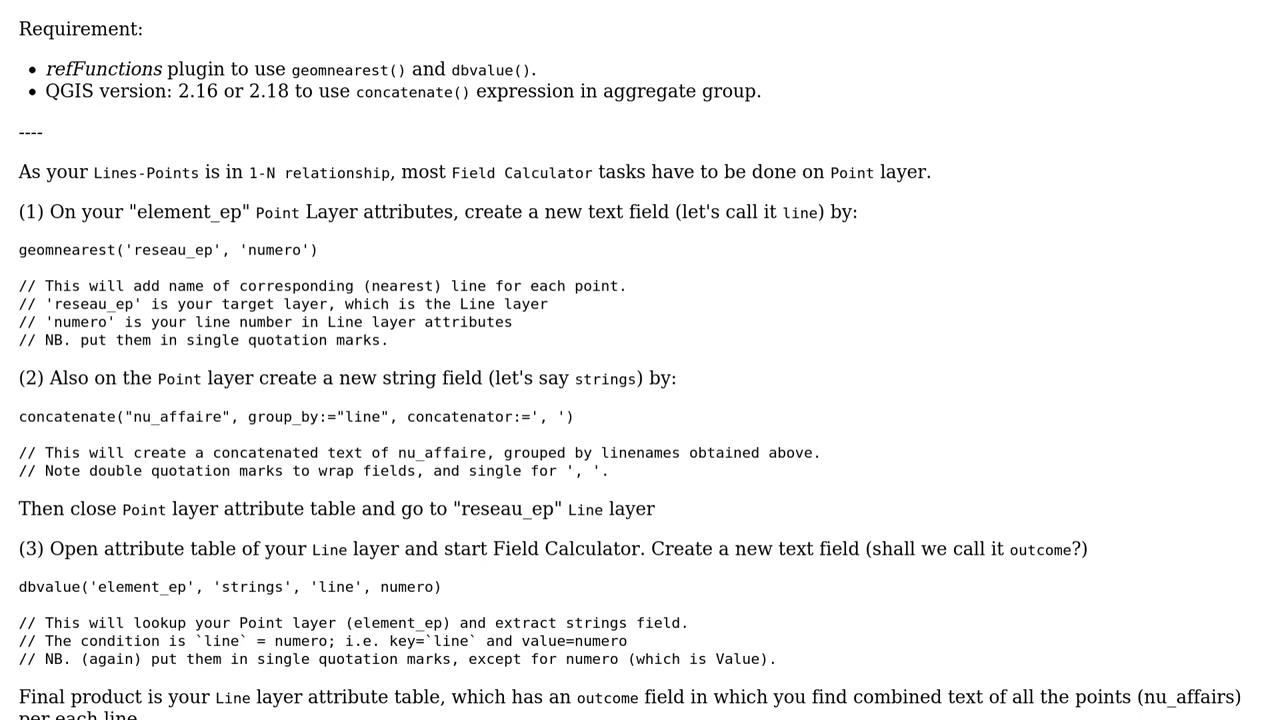 Requirement:
• refFunctions plugin to use geomnearest() and dbvalue().
• QGIS version: 2.16 or 2.18 to use concatenate() expression in aggregate group.
----
As your Lines-Points is in 1-N relationship, most Field Calculator tasks have to be done on Point layer.
(1) On your "element_ep" Point Layer attributes, create a new text field (let's call it line) by:
geomnearest('reseau_ep', 'numero')
// This will add name of corresponding (nearest) line for each point.
// 'reseau_ep' is your target layer, which is the Line layer
// 'numero' is your line number in Line layer attributes
// NB. put them in single quotation marks.
(2) Also on the Point layer create a new string field (let's say strings) by:
concatenate("nu_affaire", group_by:="line", concatenator:=', ')
// This will create a concatenated text of nu_affaire, grouped by linenames obtained above.
// Note double quotation marks to wrap fields, and single for ', '.
Then close Point layer attribute table and go to "reseau_ep" Line layer
(3) Open attribute table of your Line layer and start Field Calculator. Create a new text field (shall we call it outcome?)
dbvalue('element_ep', 'strings', 'line', numero)
// This will lookup your Point layer (element_ep) and extract strings field.
// The condition is `line` = numero; i.e. key=`line` and value=numero
// NB. (again) put them in single quotation marks, except for numero (which is Value).
Final product is your Line layer attribute table, which has an outcome field in which you find combined text of all the points (nu_affairs)
per each line